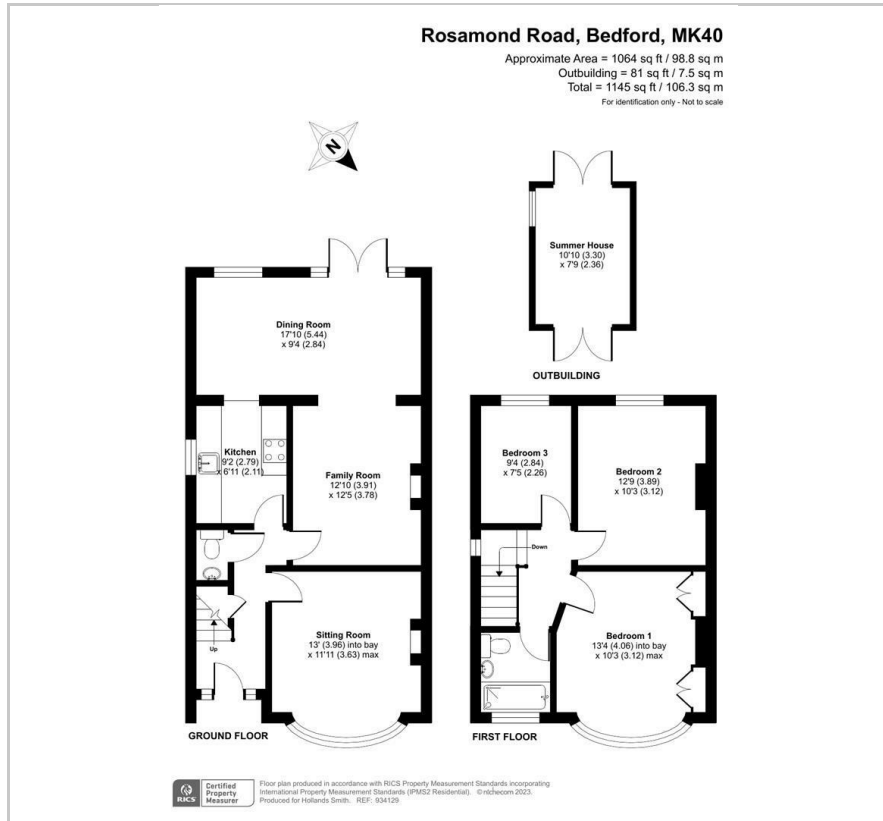 Rosamond Road, Bedford, MK40
Approximate Area = 1064 sq ft / 98.8 sq m
Outbuilding = 81 sq ft / 7.5 sq m
Total = 1145 sq ft / 106.3 sq m
For identification only - Not to scale
N
Summer House
10'10 (3.30)
x 7'9 (2.36)
OUTBUILDING
Dining Room
17'10 (5.44)
x 9'4 (2.84)
Kitchen
9'2 (2.79)
x 6'11 (2.11)
Family Room
12'10 (3.91)
x 12'5 (3.78)
Sitting Room
13' (3.96) into bay
x 11'11 (3.63) max
Up
GROUND FLOOR
Bedroom 3
9'4 (2.84)
x 7'5 (2.26)
Bedroom 2
12'9 (3.89)
x 10'3 (3.12)
Down
Bedroom 1
13'4 (4.06) into bay
x 10'3 (3.12) max
FIRST FLOOR
RICS
Certified
Property
Measurer
Floor plan produced in accordance with RICS Property Measurement Standards incorporating
International Property Measurement Standards (IPMS2 Residential). © nichecom 2023.
Produced for Hollands Smith. REF: 934129